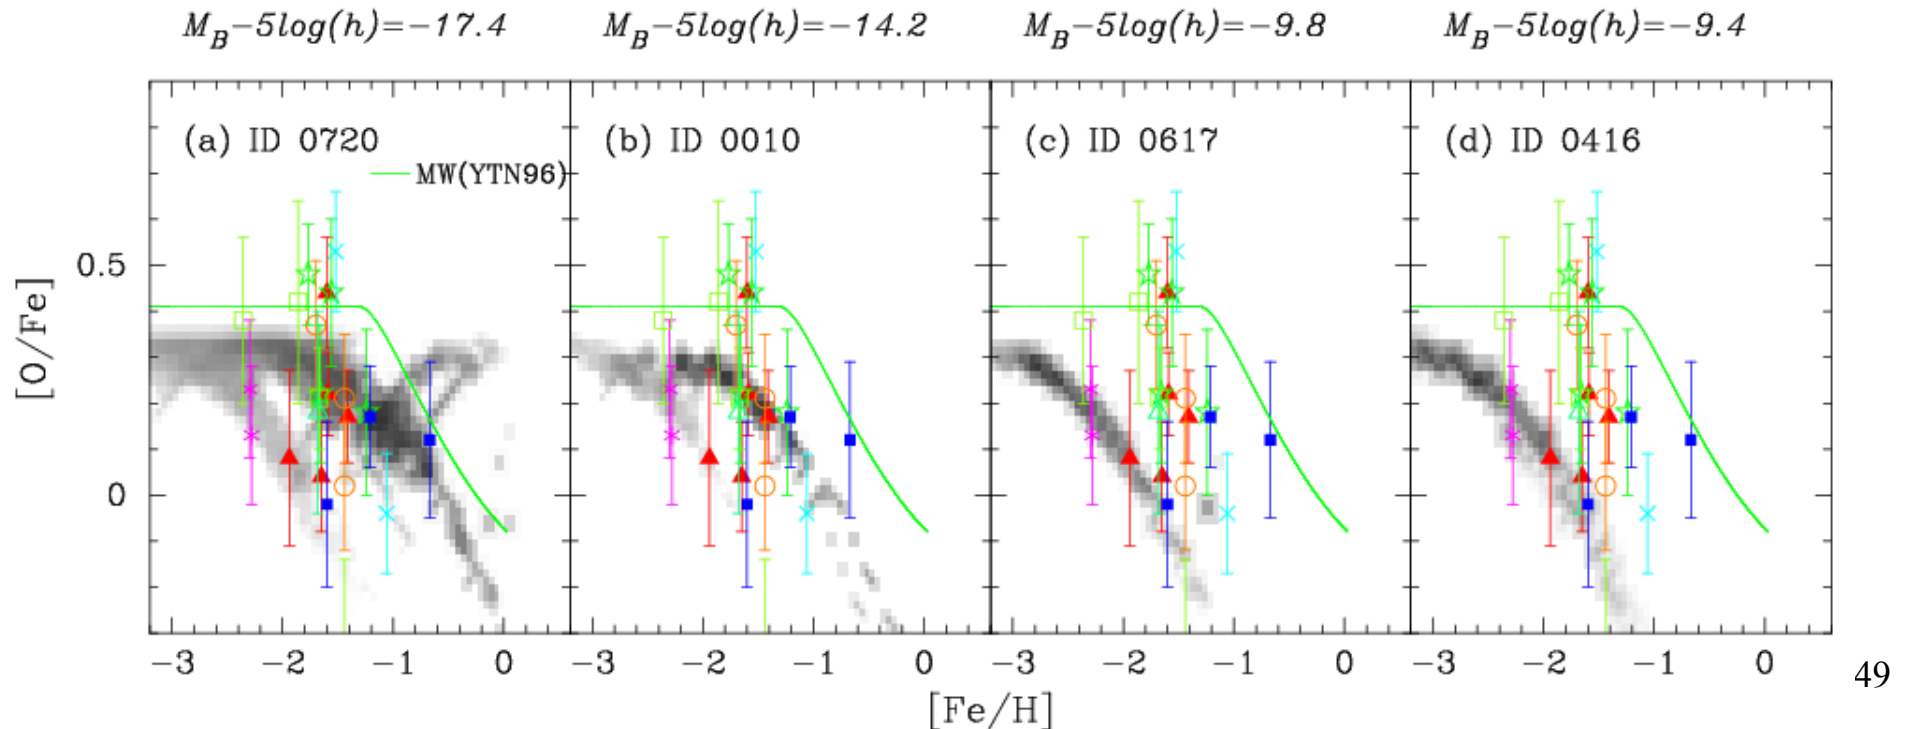 M_B-5log(h)=-17.4 M_B-5log(h)=-14.2 M_B-5log(h)=-9.8 M_B-5log(h)=-9.4
(a) ID 0720 (b) ID 0010 (c) ID 0617 (d) ID 0416
MW(YTN96)
0.5
[O/Fe]
0
-3 -2 -1 0 -3 -2 -1 0 -3 -2 -1 0 -3 -2 -1 0
49
[Fe/H]